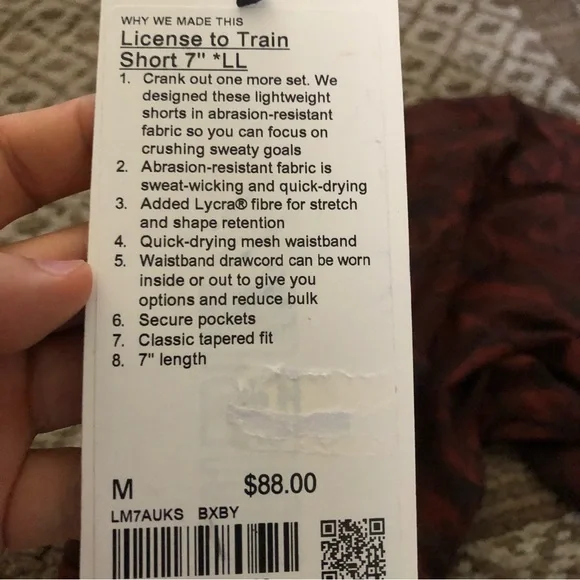 WHY WE MADE THIS
License to Train
Short 7" *LL
1. Crank out one more set. We
designed these lightweight
shorts in abrasion-resistant
fabric so you can focus on
crushing sweaty goals
2. Abrasion-resistant fabric is
sweat-wicking and quick-drying
3. Added Lycra® fibre for stretch
and shape retention
4. Quick-drying mesh waistband
5. Waistband drawcord can be worn
inside or out to give you
options and reduce bulk
6. Secure pockets
7. Classic tapered fit
8. 7" length
M $88.00
LM7AUKS BXBY